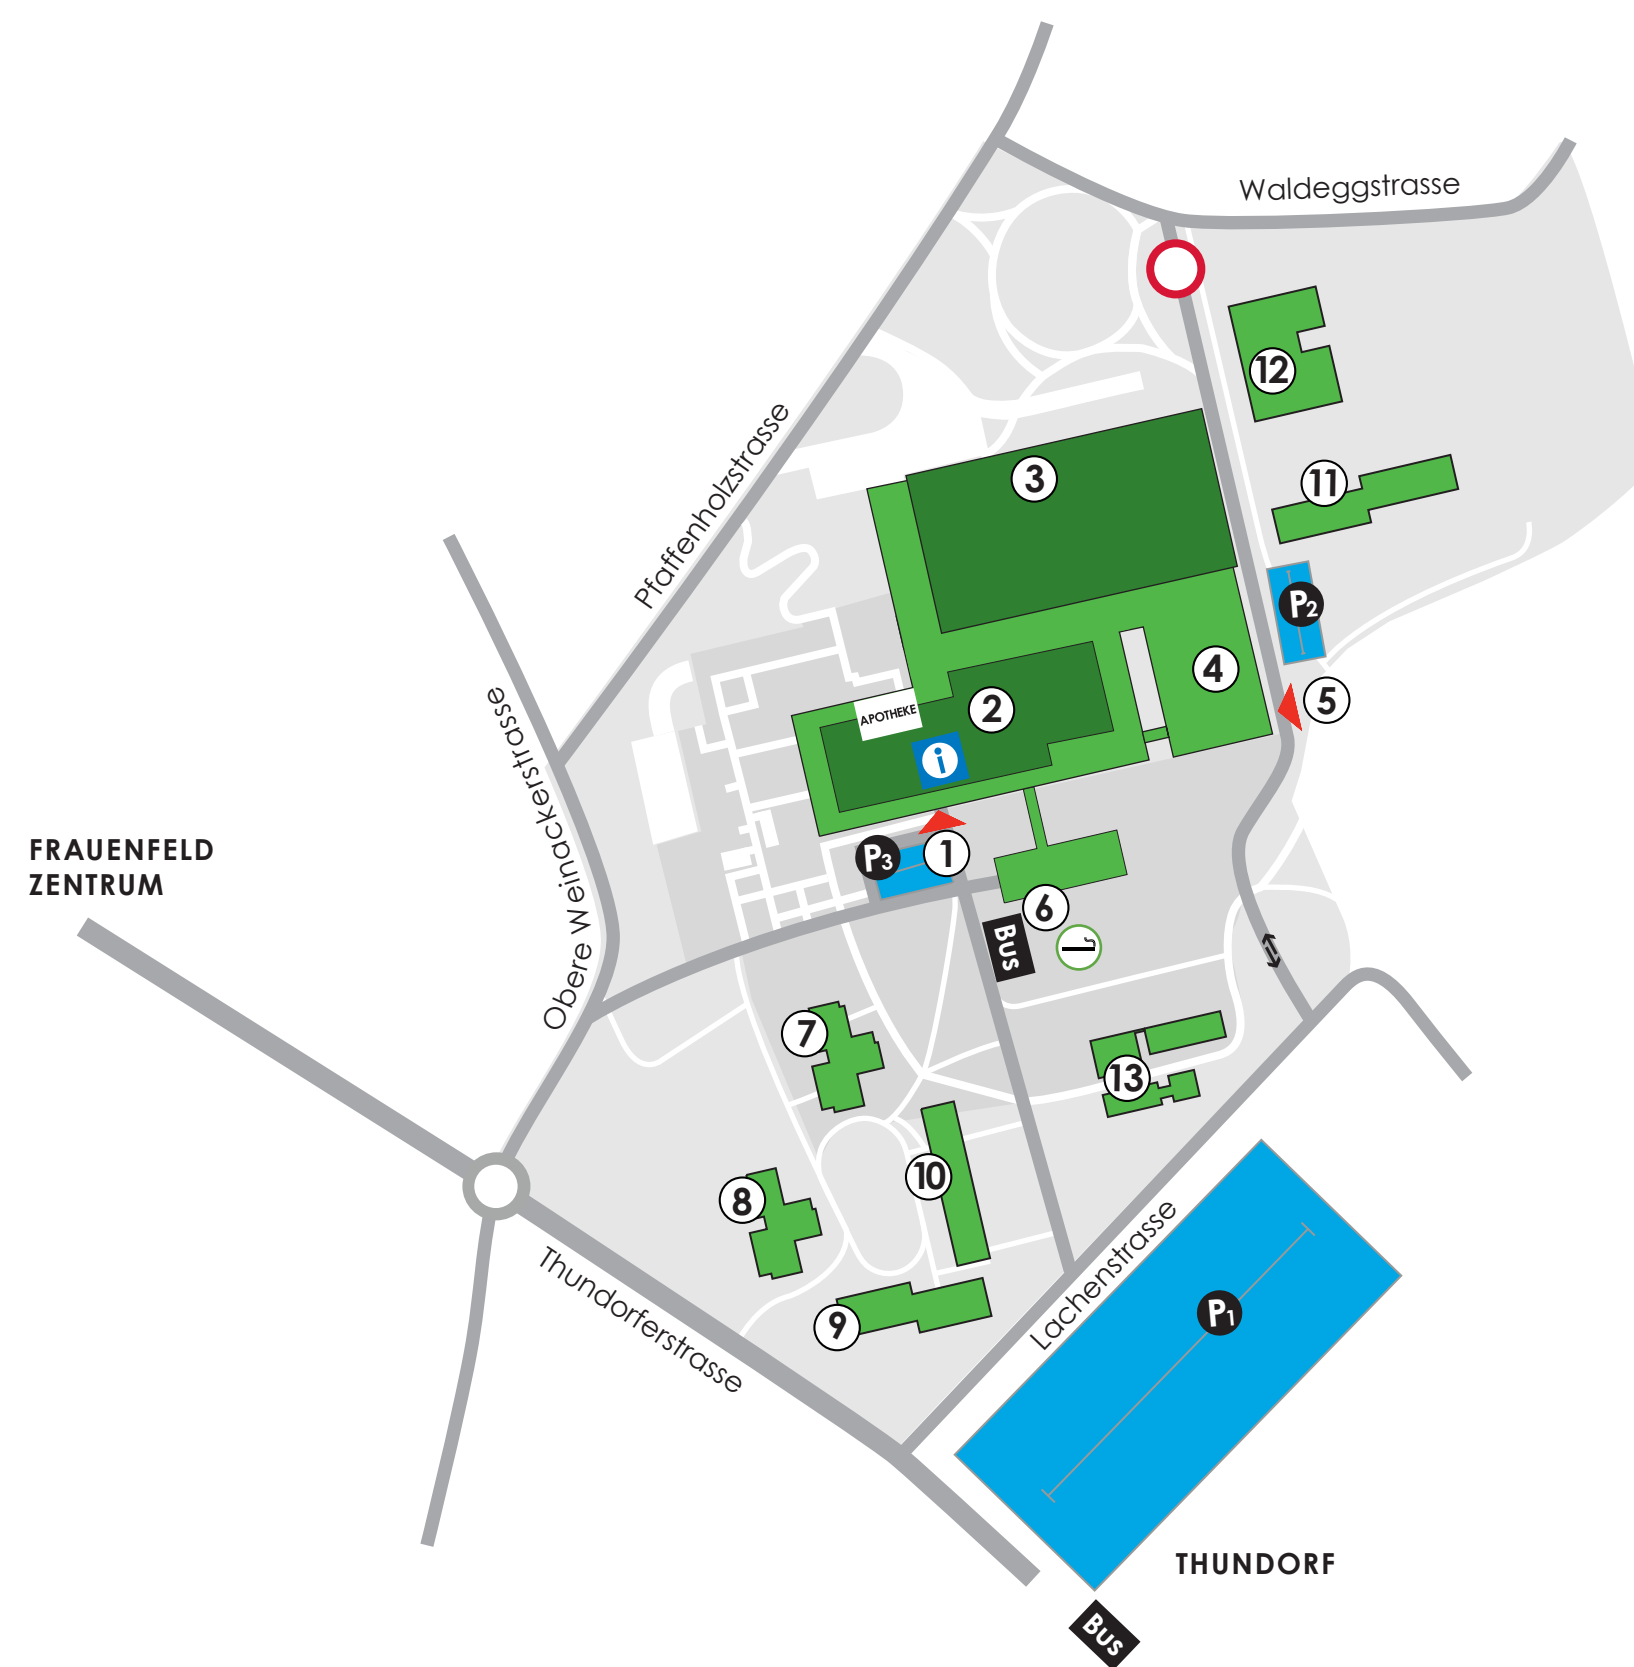 Waldeggstrasse
12
Pfaffenholzstrasse
3
11
P2
4
5
Obere Weinackerstrasse
APOTHEKE
2
i
FRAUENFELD
ZENTRUM
P3
1
6
Bus
7
13
10
8
9
Thundorferstrasse
Lachenstrasse
P1
THUNDORF
Bus